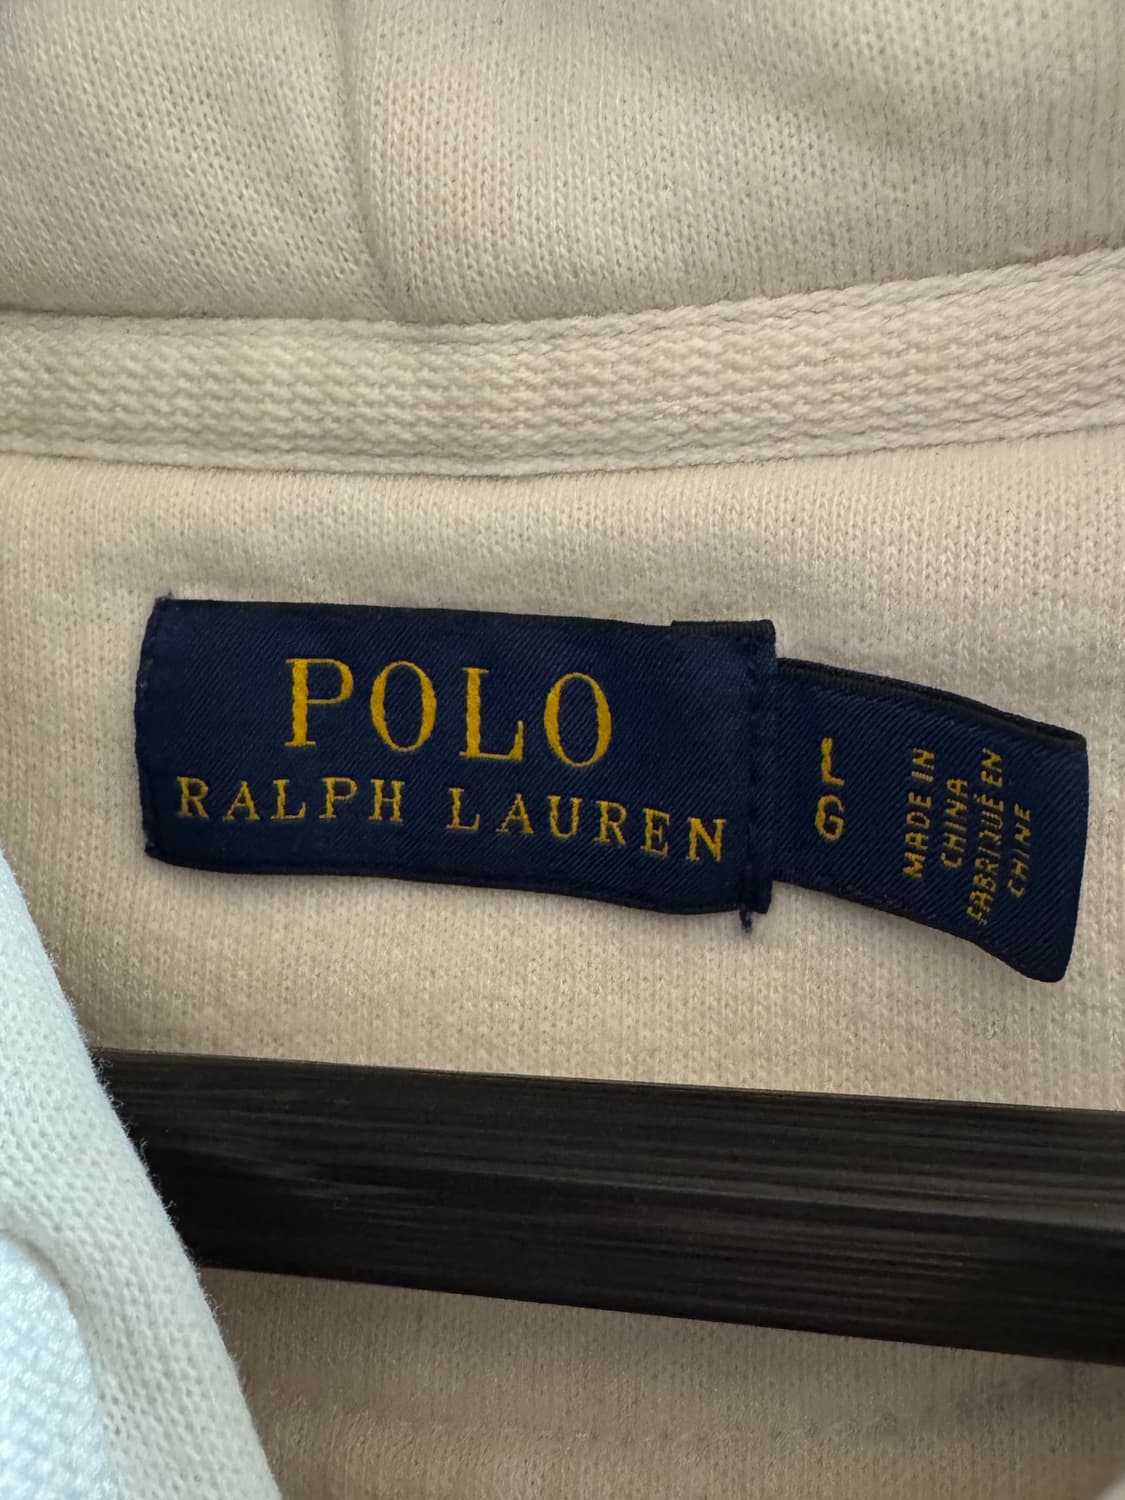 POLO
RALPH LAUREN
L
G
MADE IN
CHINA
FABRIQUÉ EN
CHINE